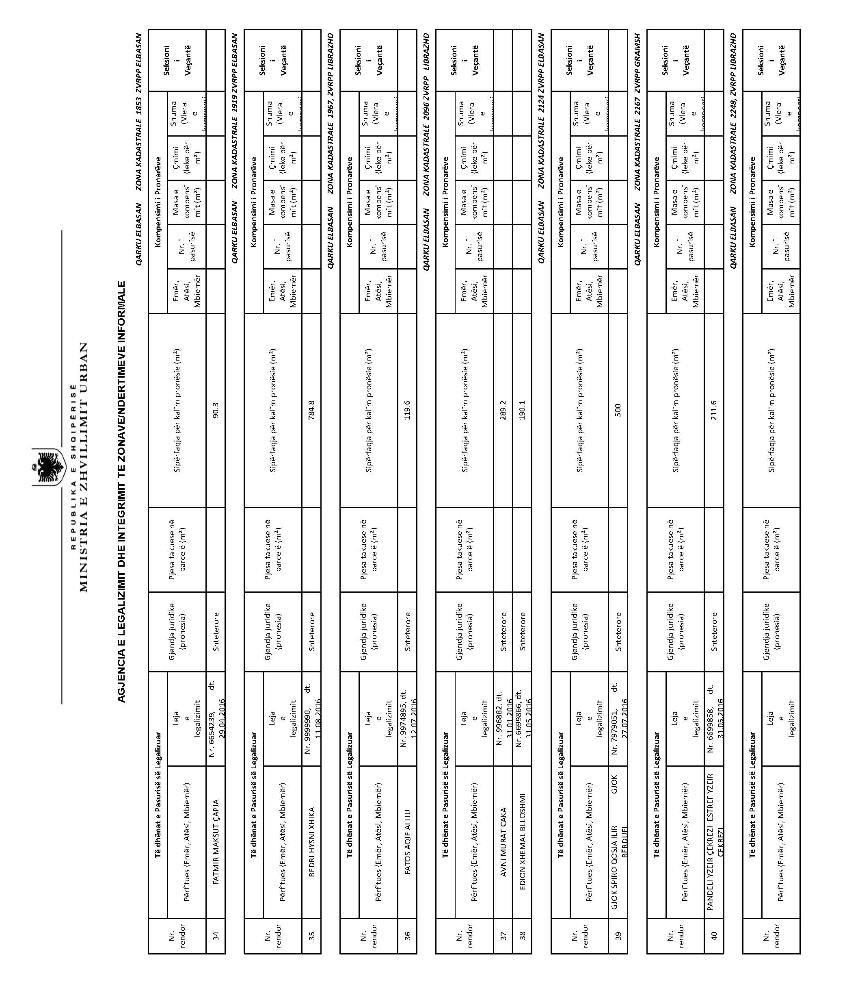 REPUBLIKA E SHQIPËRISË
MINISTRIA E ZHVILLIMIT URBAN
AGJENCIA E LEGALIZIMIT DHE INTEGRIMIT TE ZONAVE/NDERTIMEVE INFORMALE
QARKU ELBASAN ZONA KADASTRALE 1853 ZVRPP ELBASAN
Nr. rendor
Të dhënat e Pasurisë së Legalizuar
Përfitues (Emër, Atësi, Mbiemër)
Leja e legalizimit
Gjendja juridike (pronesia)
Pjesa takuese në parcelë (m²)
Sipërfaqja për kalim pronësie (m²)
Kompensimi i Pronarëve
Emër, Atësi, Mbiemër
Nr. i pasurisë
Masa e kompensimit (m²)
Çmimi (leke për m²)
Shuma (Vlera e kompensi
Seksioni i Veçantë
34 FATMIR MAKSUT ÇAPJA Nr. 6654239, dt. 29.04.2016 Shteterore 90.3
QARKU ELBASAN ZONA KADASTRALE 1919 ZVRPP ELBASAN
Nr. rendor
Të dhënat e Pasurisë së Legalizuar
Përfitues (Emër, Atësi, Mbiemër)
Leja e legalizimit
Gjendja juridike (pronesia)
Pjesa takuese në parcelë (m²)
Sipërfaqja për kalim pronësie (m²)
Kompensimi i Pronarëve
Emër, Atësi, Mbiemër
Nr. i pasurisë
Masa e kompensimit (m²)
Çmimi (leke për m²)
Shuma (Vlera e kompensi
Seksioni i Veçantë
35 BEDRI HYSNI XHIKA Nr. 9999990, dt. 11.08.2016 Shteterore 784.8
QARKU ELBASAN ZONA KADASTRALE 1967, ZVRPP LIBRAZHD
Nr. rendor
Të dhënat e Pasurisë së Legalizuar
Përfitues (Emër, Atësi, Mbiemër)
Leja e legalizimit
Gjendja juridike (pronesia)
Pjesa takuese në parcelë (m²)
Sipërfaqja për kalim pronësie (m²)
Kompensimi i Pronarëve
Emër, Atësi, Mbiemër
Nr. i pasurisë
Masa e kompensimit (m²)
Çmimi (leke për m²)
Shuma (Vlera e kompensi
Seksioni i Veçantë
36 FATOS AQIF ALLIU Nr. 9974895, dt. 12.07.2016 Shteterore 119.6
QARKU ELBASAN ZONA KADASTRALE 2096 ZVRPP LIBRAZHD
Nr. rendor
Të dhënat e Pasurisë së Legalizuar
Përfitues (Emër, Atësi, Mbiemër)
Leja e legalizimit
Gjendja juridike (pronesia)
Pjesa takuese në parcelë (m²)
Sipërfaqja për kalim pronësie (m²)
Kompensimi i Pronarëve
Emër, Atësi, Mbiemër
Nr. i pasurisë
Masa e kompensimit (m²)
Çmimi (leke për m²)
Shuma (Vlera e kompensi
Seksioni i Veçantë
37 AVNI MURAT CAKA Nr. 996882, dt. 31.01.2016 Shteterore 289.2
38 EDION XHEMAL BLLOSHMI Nr. 6699866, dt. 31.05.2016 Shteterore 190.1
QARKU ELBASAN ZONA KADASTRALE 2124 ZVRPP ELBASAN
Nr. rendor
Të dhënat e Pasurisë së Legalizuar
Përfitues (Emër, Atësi, Mbiemër)
Leja e legalizimit
Gjendja juridike (pronesia)
Pjesa takuese në parcelë (m²)
Sipërfaqja për kalim pronësie (m²)
Kompensimi i Pronarëve
Emër, Atësi, Mbiemër
Nr. i pasurisë
Masa e kompensimit (m²)
Çmimi (leke për m²)
Shuma (Vlera e kompensi
Seksioni i Veçantë
39 GJOK SPIRO QOSJA ILIR GJOK BËRDUFI Nr. 7979051, dt. 27.07.2016 Shteterore 500
QARKU ELBASAN ZONA KADASTRALE 2167 ZVRPP GRAMSH
Nr. rendor
Të dhënat e Pasurisë së Legalizuar
Përfitues (Emër, Atësi, Mbiemër)
Leja e legalizimit
Gjendja juridike (pronesia)
Pjesa takuese në parcelë (m²)
Sipërfaqja për kalim pronësie (m²)
Kompensimi i Pronarëve
Emër, Atësi, Mbiemër
Nr. i pasurisë
Masa e kompensimit (m²)
Çmimi (leke për m²)
Shuma (Vlera e kompensi
Seksioni i Veçantë
40 PANDELI YZEIR ÇEKREZI ESTREF YZEIR ÇEKREZI Nr. 6699858, dt. 31.05.2016 Shteterore 211.6
QARKU ELBASAN ZONA KADASTRALE 2248, ZVRPP LIBRAZHD
Nr. rendor
Të dhënat e Pasurisë së Legalizuar
Përfitues (Emër, Atësi, Mbiemër)
Leja e legalizimit
Gjendja juridike (pronesia)
Pjesa takuese në parcelë (m²)
Sipërfaqja për kalim pronësie (m²)
Kompensimi i Pronarëve
Emër, Atësi, Mbiemër
Nr. i pasurisë
Masa e kompensimit (m²)
Çmimi (leke për m²)
Shuma (Vlera e kompensi
Seksioni i Veçantë